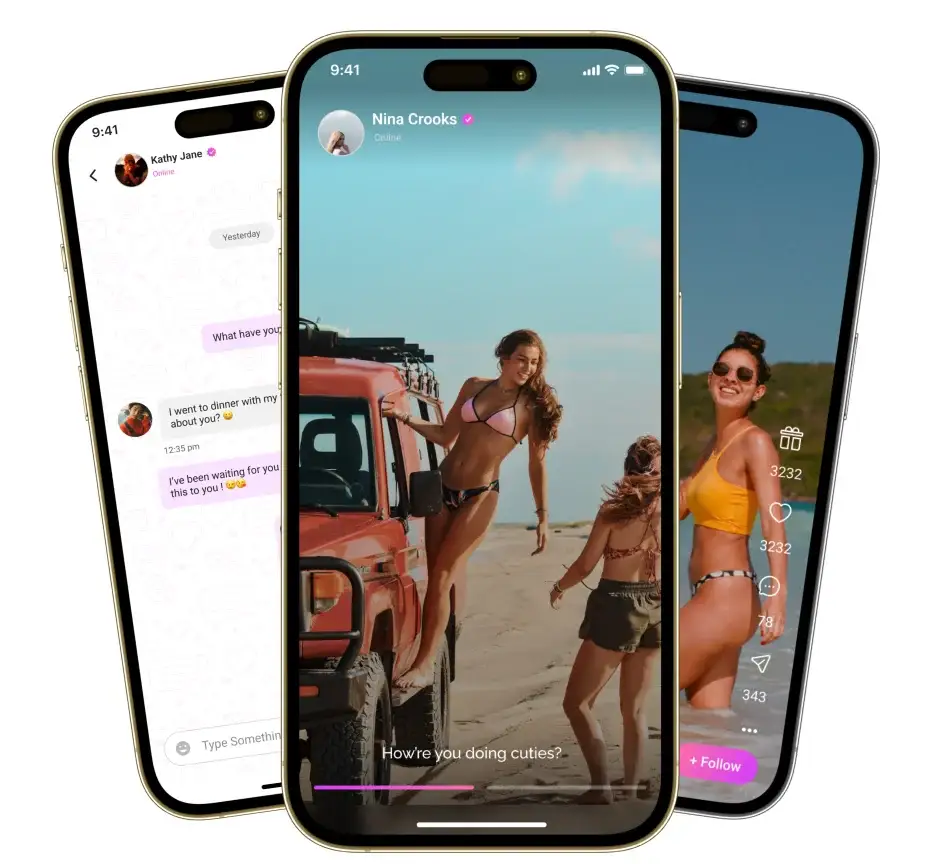 9:41
Kathy Jane
Online
Yesterday
What have you
I went to dinner with my
about you? 😄
12:35 pm
I've been waiting for you
this to you ! 😄😘
Type Somethin
9:41
Nina Crooks
Online
How're you doing cuties?
3232
3232
78
343
+ Follow